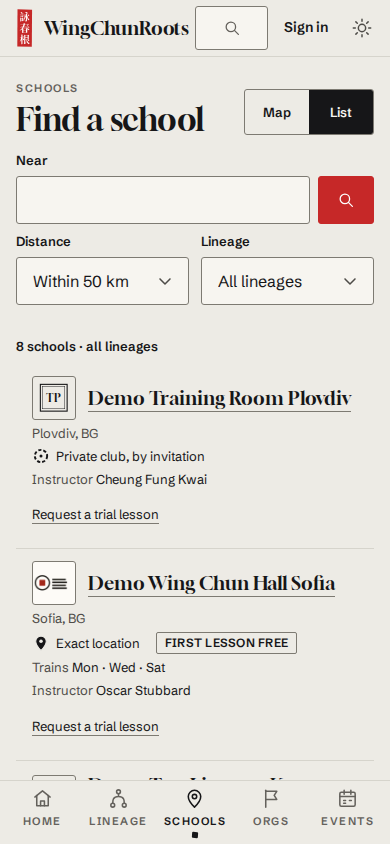 詠春根
WingChunRoots
Sign in
SCHOOLS
Find a school
Map
List
Near
Distance
Lineage
Within 50 km
All lineages
8 schools · all lineages
TP
Demo Training Room Plovdiv
Plovdiv, BG
Private club, by invitation
Instructor Cheung Fung Kwai
Request a trial lesson
Demo Wing Chun Hall Sofia
Sofia, BG
Exact location
FIRST LESSON FREE
Trains Mon · Wed · Sat
Instructor Oscar Stubbard
Request a trial lesson
HOME
LINEAGE
SCHOOLS
ORGS
EVENTS